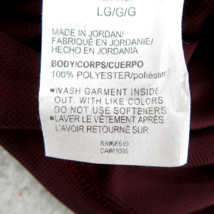 LG/G/G
MADE IN JORDAN/
FABRIQUÉ EN JORDANIE/
HECHO EN JORDANIA
BODY/CORPS/CUERPO
100% POLYESTER/poliéster
*WASH GARMENT INSIDE
OUT. WITH LIKE COLORS
DO NOT USE SOFTENERS
*LAVER LE VÊTEMENT APRÈS
L'AVOIR RETOURNÉ SUR